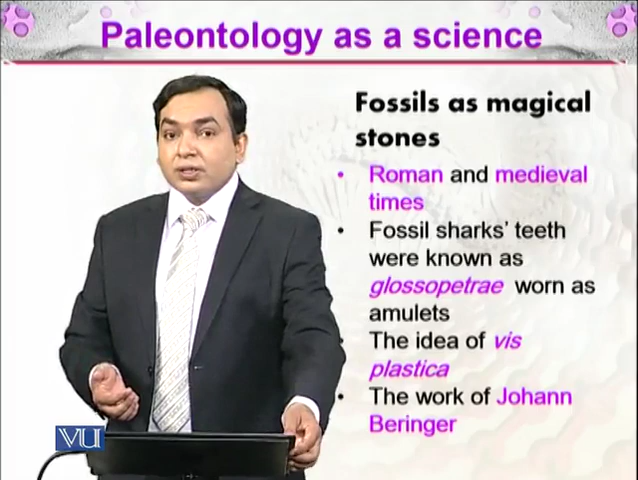 Paleontology as a science
Fossils as magical
stones
• Roman and medieval
times
• Fossil sharks' teeth
were known as
glossopetrae worn as
amulets
• The idea of vis
plastica
• The work of Johann
Beringer
VU